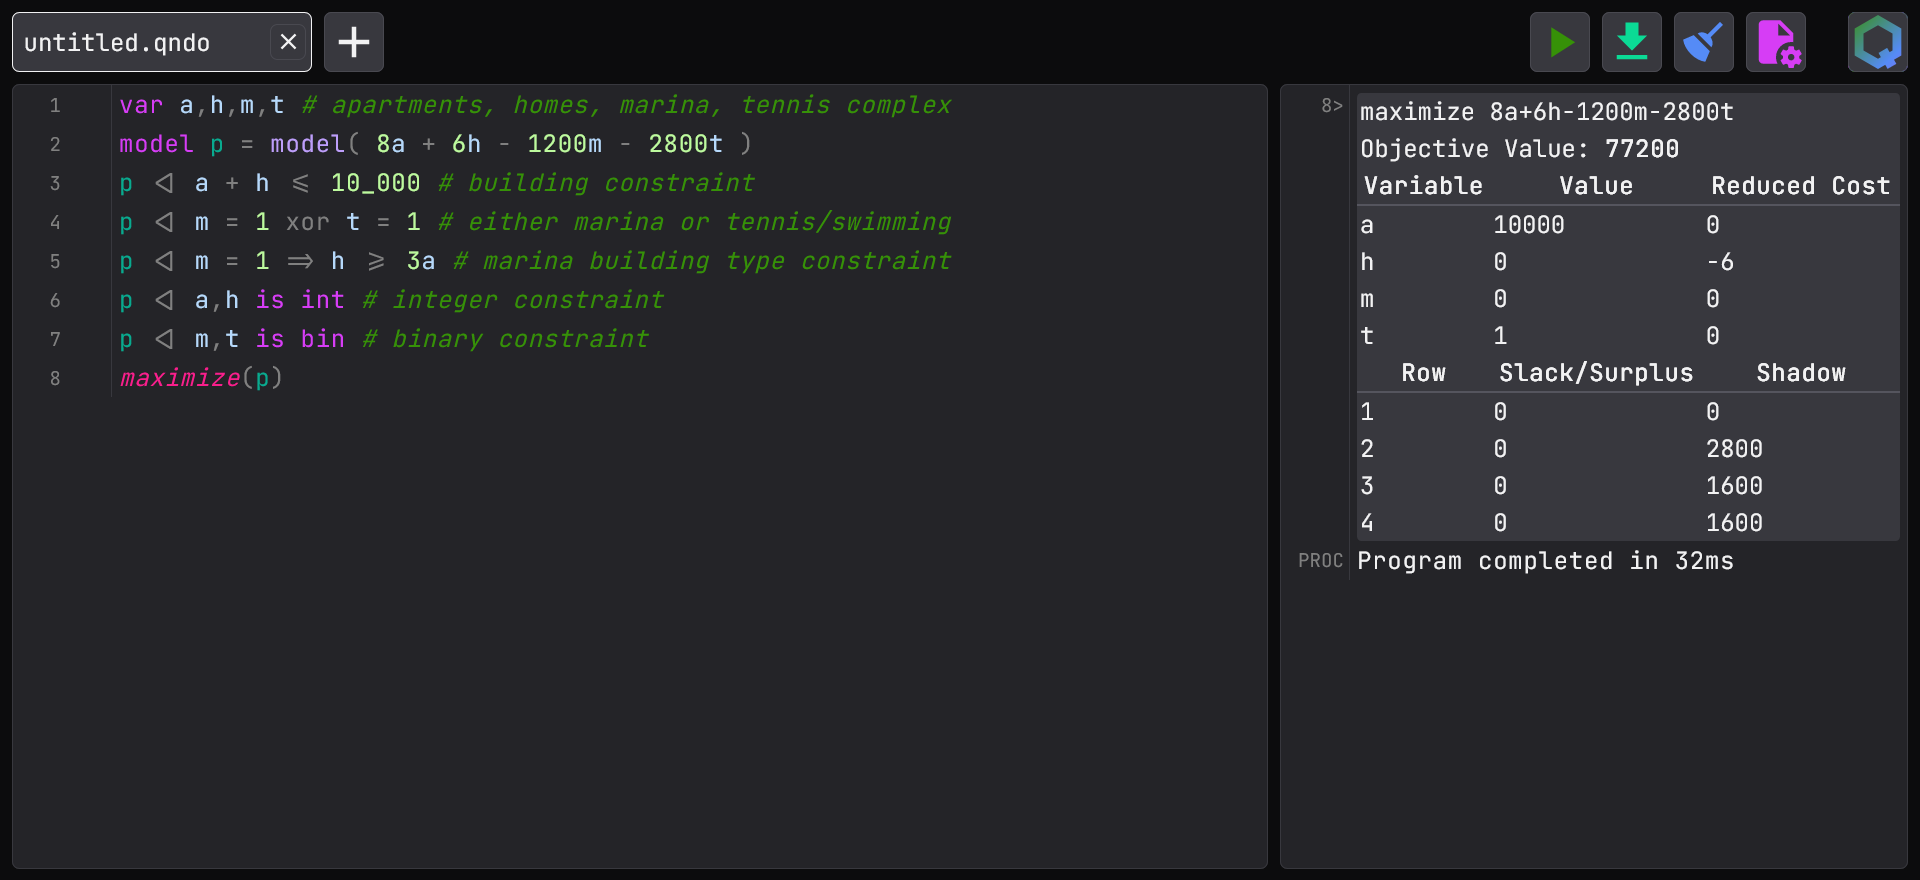 untitled.qndo
1 var a,h,m,t # apartments, homes, marina, tennis complex
2 model p = model( 8a + 6h - 1200m - 2800t )
3 p ◁ a + h ⩽ 10_000 # building constraint
4 p ◁ m = 1 xor t = 1 # either marina or tennis/swimming
5 p ◁ m = 1 ⟹ h ⩾ 3a # marina building type constraint
6 p ◁ a,h is int # integer constraint
7 p ◁ m,t is bin # binary constraint
8 maximize(p)
8> maximize 8a+6h-1200m-2800t
Objective Value: 77200
Variable Value Reduced Cost
a 10000 0
h 0 -6
m 0 0
t 1 0
Row Slack/Surplus Shadow
1 0 0
2 0 2800
3 0 1600
4 0 1600
PROC Program completed in 32ms